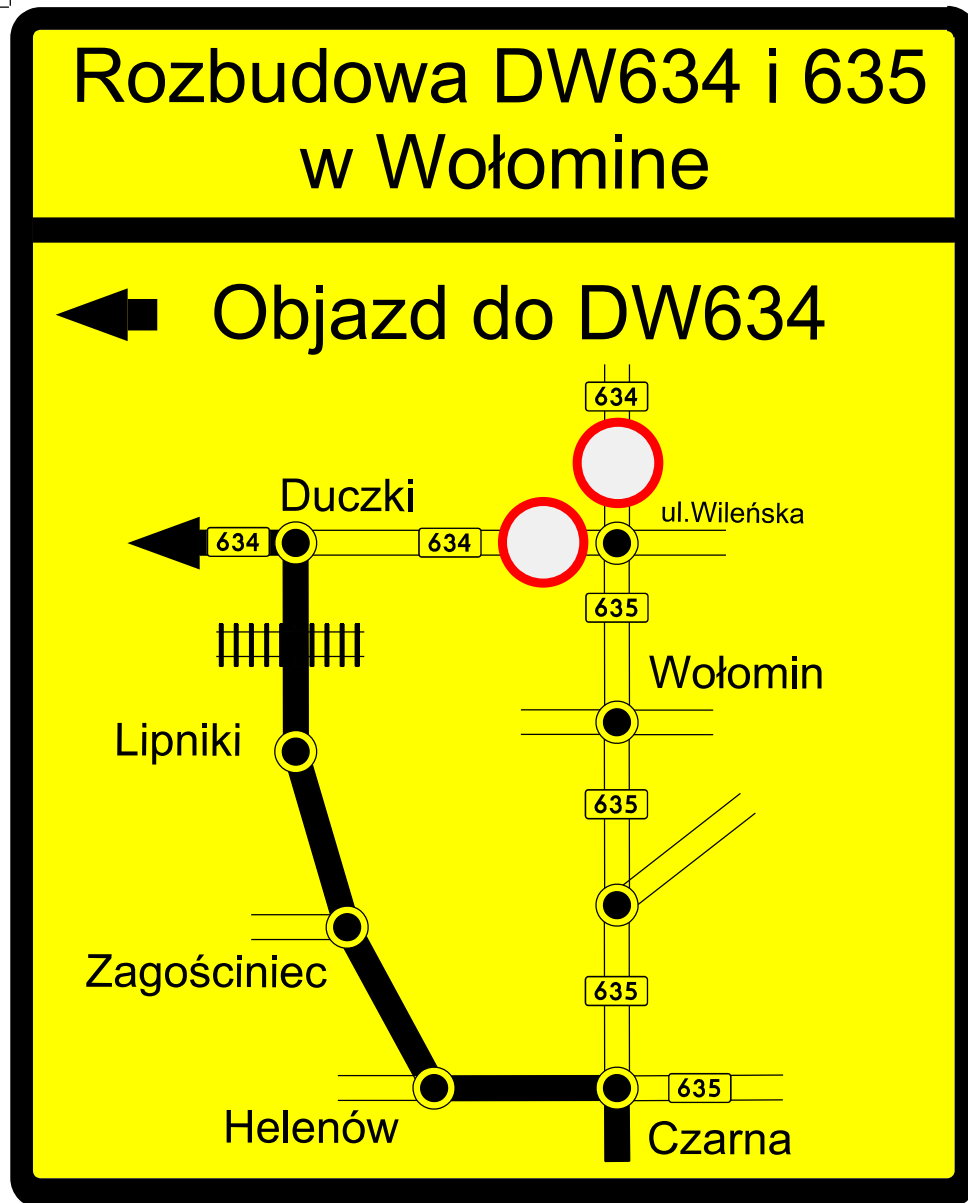 Rozbudowa DW634 i 635
w Wołomine
Objazd do DW634
634
Duczki
ul.Wileńska
634
634
635
Wołomin
Lipniki
635
Zagościniec
635
635
Helenów
Czarna